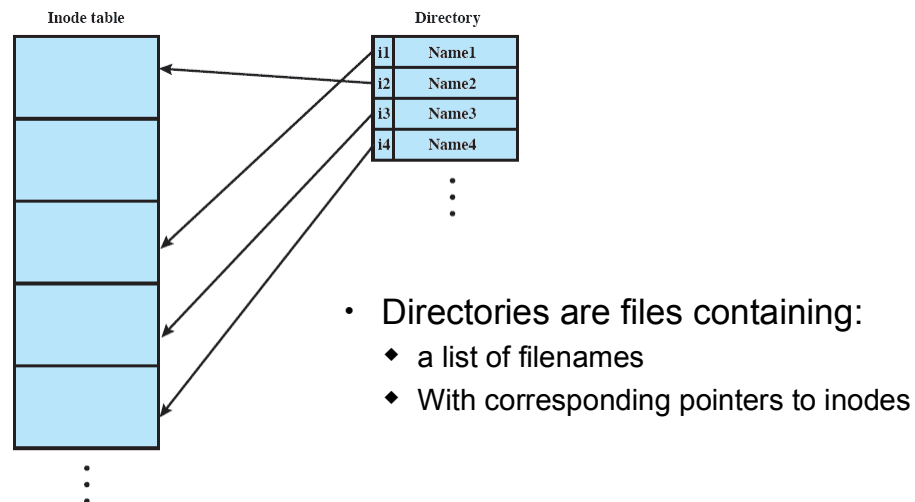 Inode table
Directory
i1 Name1
i2 Name2
i3 Name3
i4 Name4
• Directories are files containing:
◆ a list of filenames
◆ With corresponding pointers to inodes